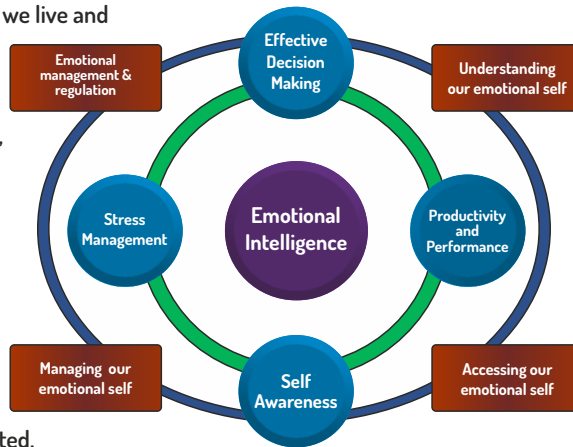 we live and
Effective
Decision
Making
Emotional
management &
regulation
Understanding
our emotional self
,
Stress
Management
Emotional
Intelligence
Productivity
and
Performance
Managing our
emotional self
Self
Awareness
Accessing our
emotional self
ted.